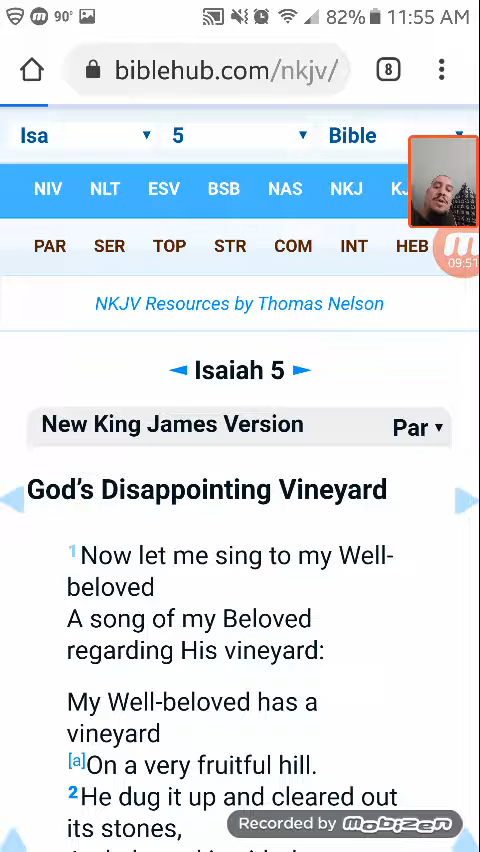 90° 82% 11:55 AM
biblehub.com/nkjv/ 8
Isa 5 Bible
NIV NLT ESV BSB NAS NKJ KJ
PAR SER TOP STR COM INT HEB
09:51
NKJV Resources by Thomas Nelson
Isaiah 5
New King James Version Par
God's Disappointing Vineyard
1Now let me sing to my Well-
beloved
A song of my Beloved
regarding His vineyard:
My Well-beloved has a
vineyard
[a]On a very fruitful hill.
2He dug it up and cleared out
its stones,
Recorded by mobizen